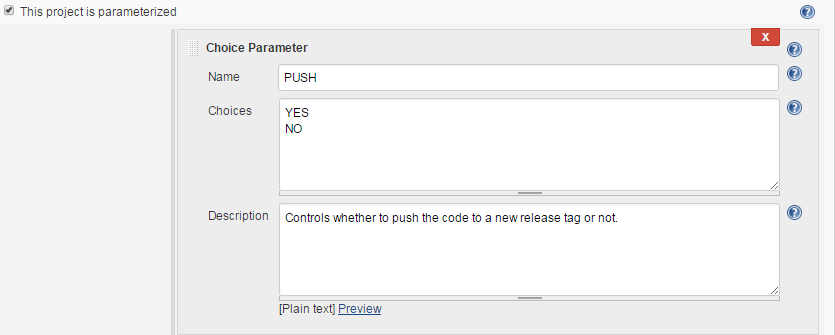 This project is parameterized
X
Choice Parameter
Name
PUSH
Choices
YES
NO
Description
Controls whether to push the code to a new release tag or not.
[Plain text] Preview